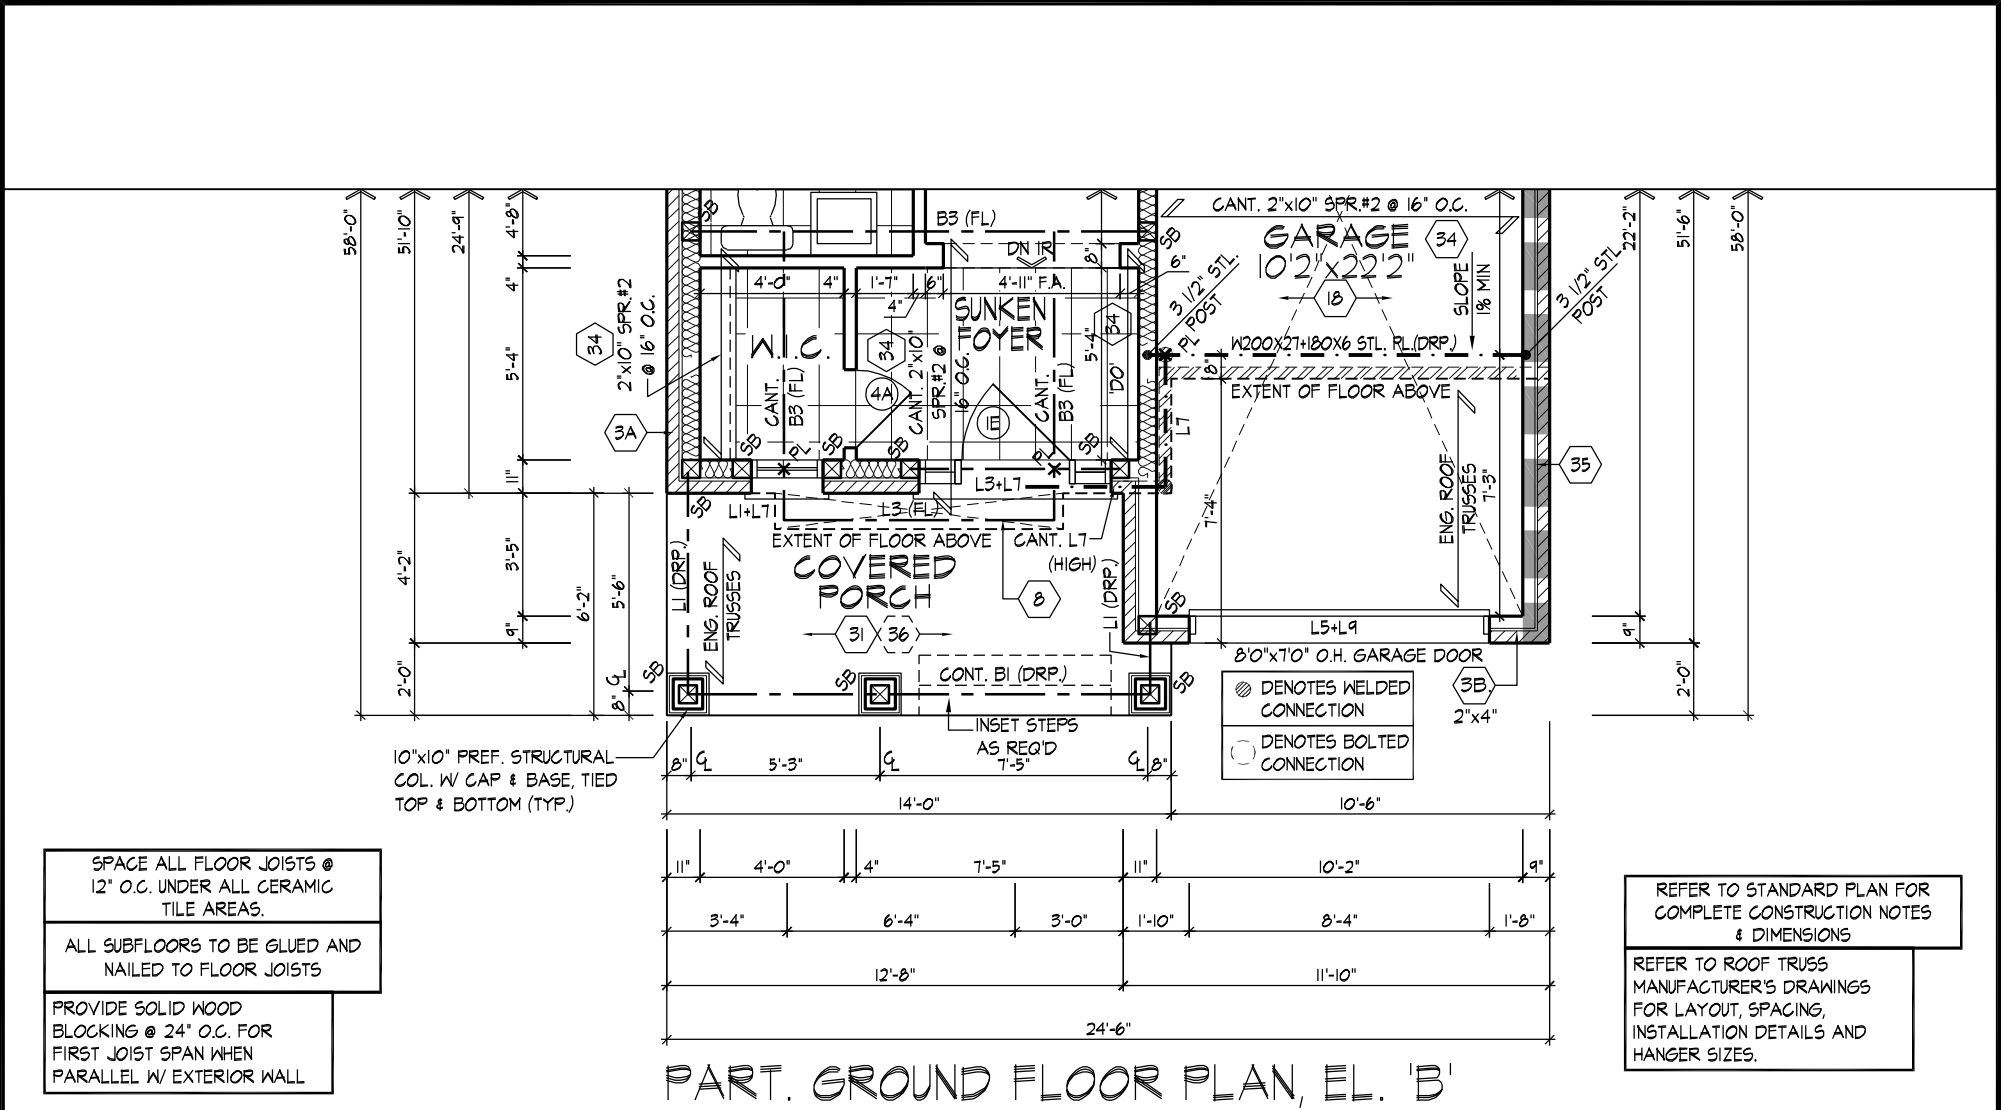 58'-0"
51'-10"
24'-9"
4'-8"
4"
5'-4"
11"
4'-2"
3'-5"
9"
2'-0"
6'-2"
5'-6"
8" ℄
34
2"x10" SPR.#2
@ 16" O.C.
3A
SB
B3 (FL)
DN 1R
8"
SB
6"
4'-0"
4"
1'-7"
6"
4'-11" F.A.
4"
SUNKEN
FOYER
W.I.C.
34
34
CANT. 2"x10"
SPR.#2 @
16" O.C.
5'-4"
'DO'
CANT.
B3 (FL)
4A
1E
CANT.
B3 (FL)
SB
PL
SB
SB
PL
SB
L3+L7
L1+L7
L3 (FL)
SB
EXTENT OF FLOOR ABOVE
CANT. L7
(HIGH)
COVERED
PORCH
8
31
36
L1 (DRP.)
ENG. ROOF
TRUSSES
L1 (DRP.)
SB
SB
CONT. B1 (DRP.)
SB
INSET STEPS
AS REQ'D
CANT. 2"x10" SPR.#2 @ 16" O.C.
GARAGE
10'2"x22'2"
34
18
SLOPE
1% MIN
3 1/2" STL.
POST
PL
3 1/2" STL.
POST
W200X27+180X6 STL. PL.(DRP.)
8"
EXTENT OF FLOOR ABOVE
L7
ENG. ROOF
TRUSSES
7'-3"
7'-4"
35
SB
L5+L9
8'0"x7'0" O.H. GARAGE DOOR
3B
2"x4"
22'-2"
51'-6"
58'-0"
9"
2'-0"
DENOTES WELDED
CONNECTION
DENOTES BOLTED
CONNECTION
10"x10" PREF. STRUCTURAL
COL. W/ CAP & BASE, TIED
TOP & BOTTOM (TYP.)
8" ℄ 5'-3" ℄ 7'-5" ℄ 8"
14'-0" 10'-6"
11" 4'-0" 4" 7'-5" 11" 10'-2" 9"
3'-4" 6'-4" 3'-0" 1'-10" 8'-4" 1'-8"
12'-8" 11'-10"
24'-6"
SPACE ALL FLOOR JOISTS @
12" O.C. UNDER ALL CERAMIC
TILE AREAS.
ALL SUBFLOORS TO BE GLUED AND
NAILED TO FLOOR JOISTS
PROVIDE SOLID WOOD
BLOCKING @ 24" O.C. FOR
FIRST JOIST SPAN WHEN
PARALLEL W/ EXTERIOR WALL
REFER TO STANDARD PLAN FOR
COMPLETE CONSTRUCTION NOTES
& DIMENSIONS
REFER TO ROOF TRUSS
MANUFACTURER'S DRAWINGS
FOR LAYOUT, SPACING,
INSTALLATION DETAILS AND
HANGER SIZES.
PART. GROUND FLOOR PLAN, EL. 'B'